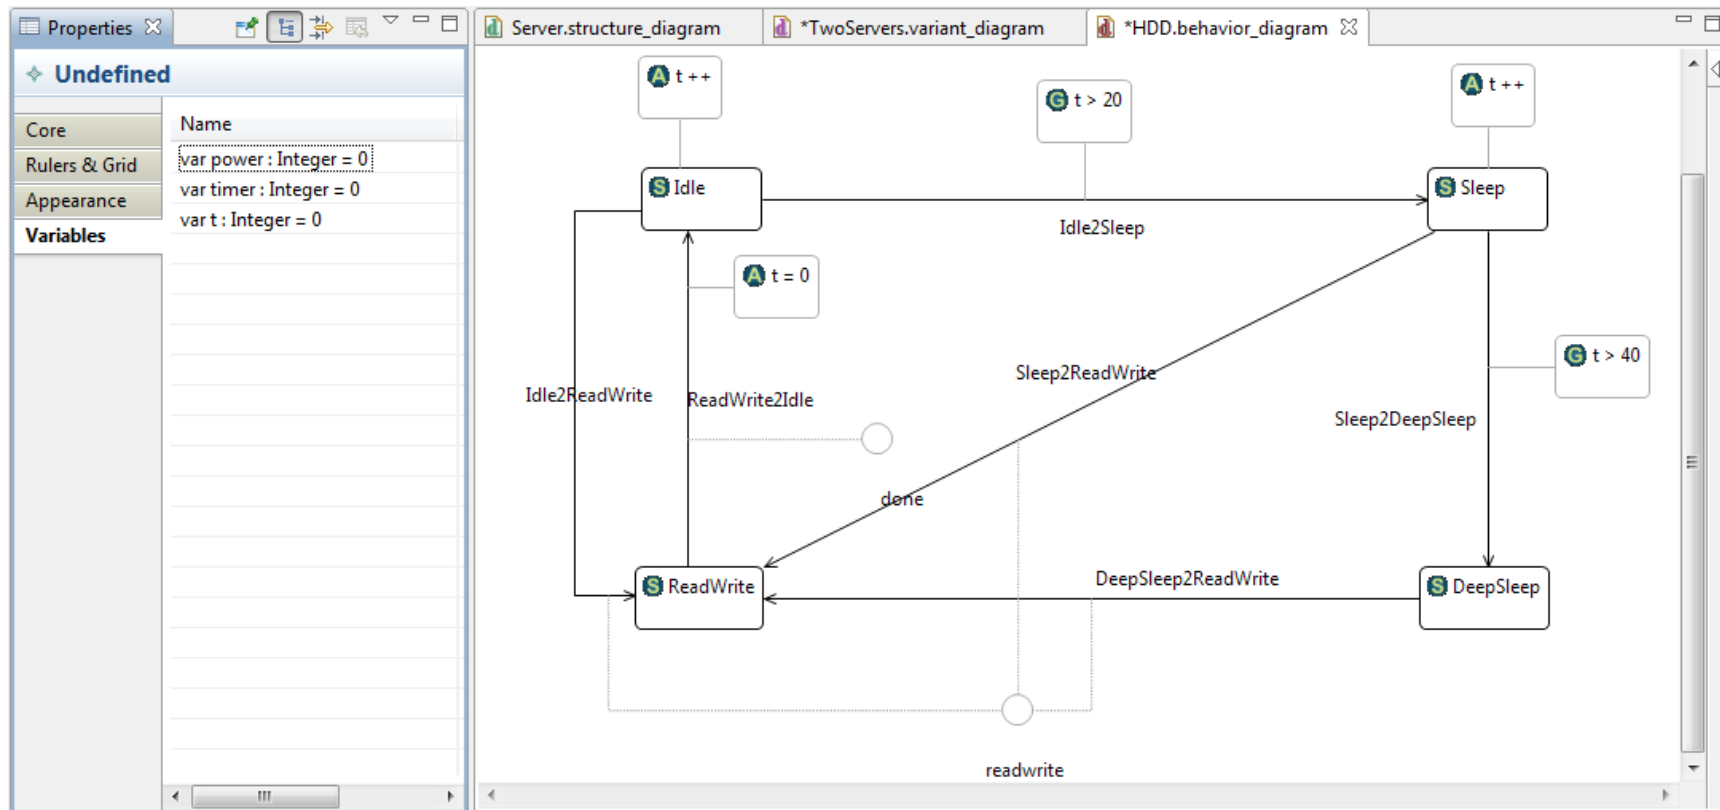 Properties
Undefined
Core
Rulers & Grid
Appearance
Variables
Name
var power : Integer = 0
var timer : Integer = 0
var t : Integer = 0
Server.structure_diagram
*TwoServers.variant_diagram
*HDD.behavior_diagram
A t ++
G t > 20
A t ++
S Idle
S Sleep
Idle2Sleep
A t = 0
G t > 40
Sleep2ReadWrite
Idle2ReadWrite
ReadWrite2Idle
Sleep2DeepSleep
done
S ReadWrite
DeepSleep2ReadWrite
S DeepSleep
readwrite